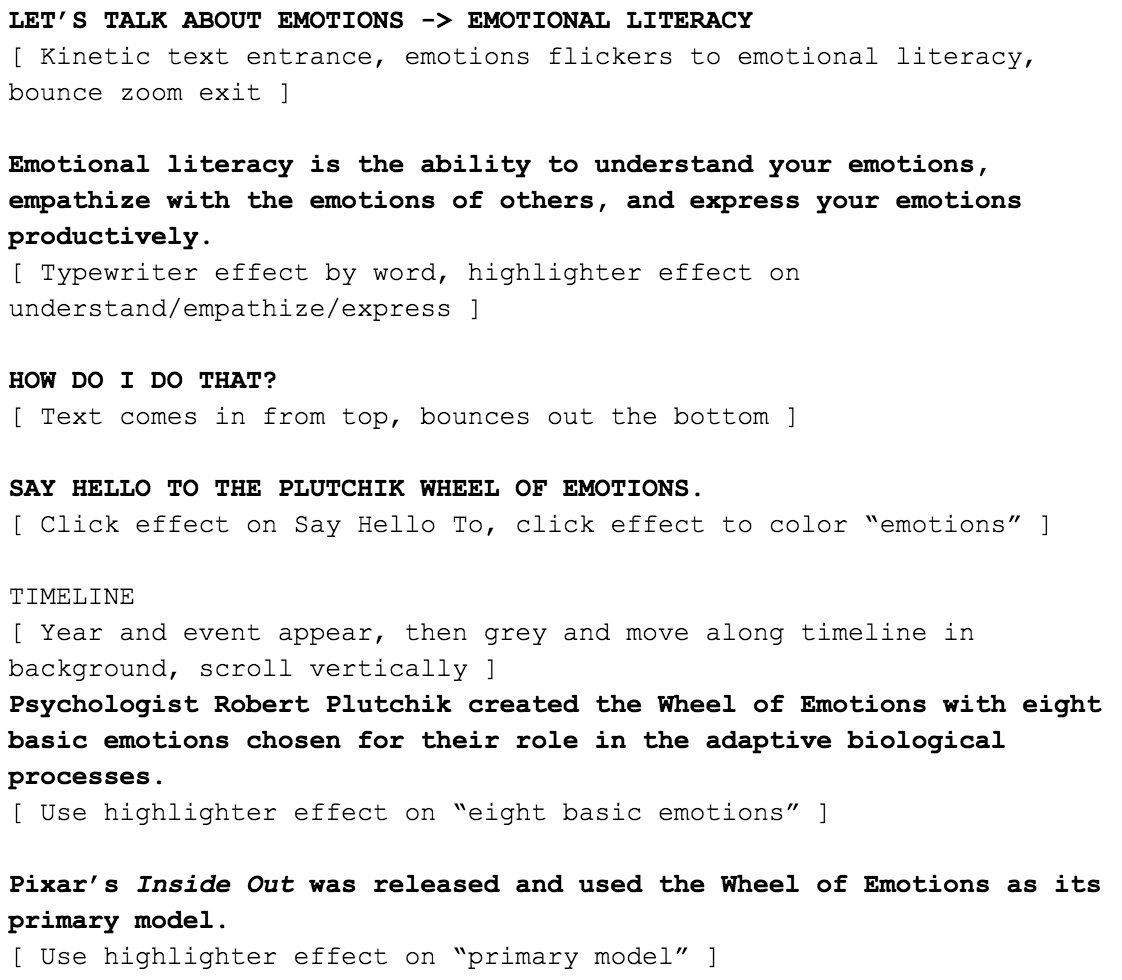 LET’S TALK ABOUT EMOTIONS -> EMOTIONAL LITERACY
[ Kinetic text entrance, emotions flickers to emotional literacy,
bounce zoom exit ]
Emotional literacy is the ability to understand your emotions,
empathize with the emotions of others, and express your emotions
productively.
[ Typewriter effect by word, highlighter effect on
understand/empathize/express ]
HOW DO I DO THAT?
[ Text comes in from top, bounces out the bottom ]
SAY HELLO TO THE PLUTCHIK WHEEL OF EMOTIONS.
[ Click effect on Say Hello To, click effect to color “emotions” ]
TIMELINE
[ Year and event appear, then grey and move along timeline in
background, scroll vertically ]
Psychologist Robert Plutchik created the Wheel of Emotions with eight
basic emotions chosen for their role in the adaptive biological
processes.
[ Use highlighter effect on “eight basic emotions” ]
Pixar’s Inside Out was released and used the Wheel of Emotions as its
primary model.
[ Use highlighter effect on “primary model” ]